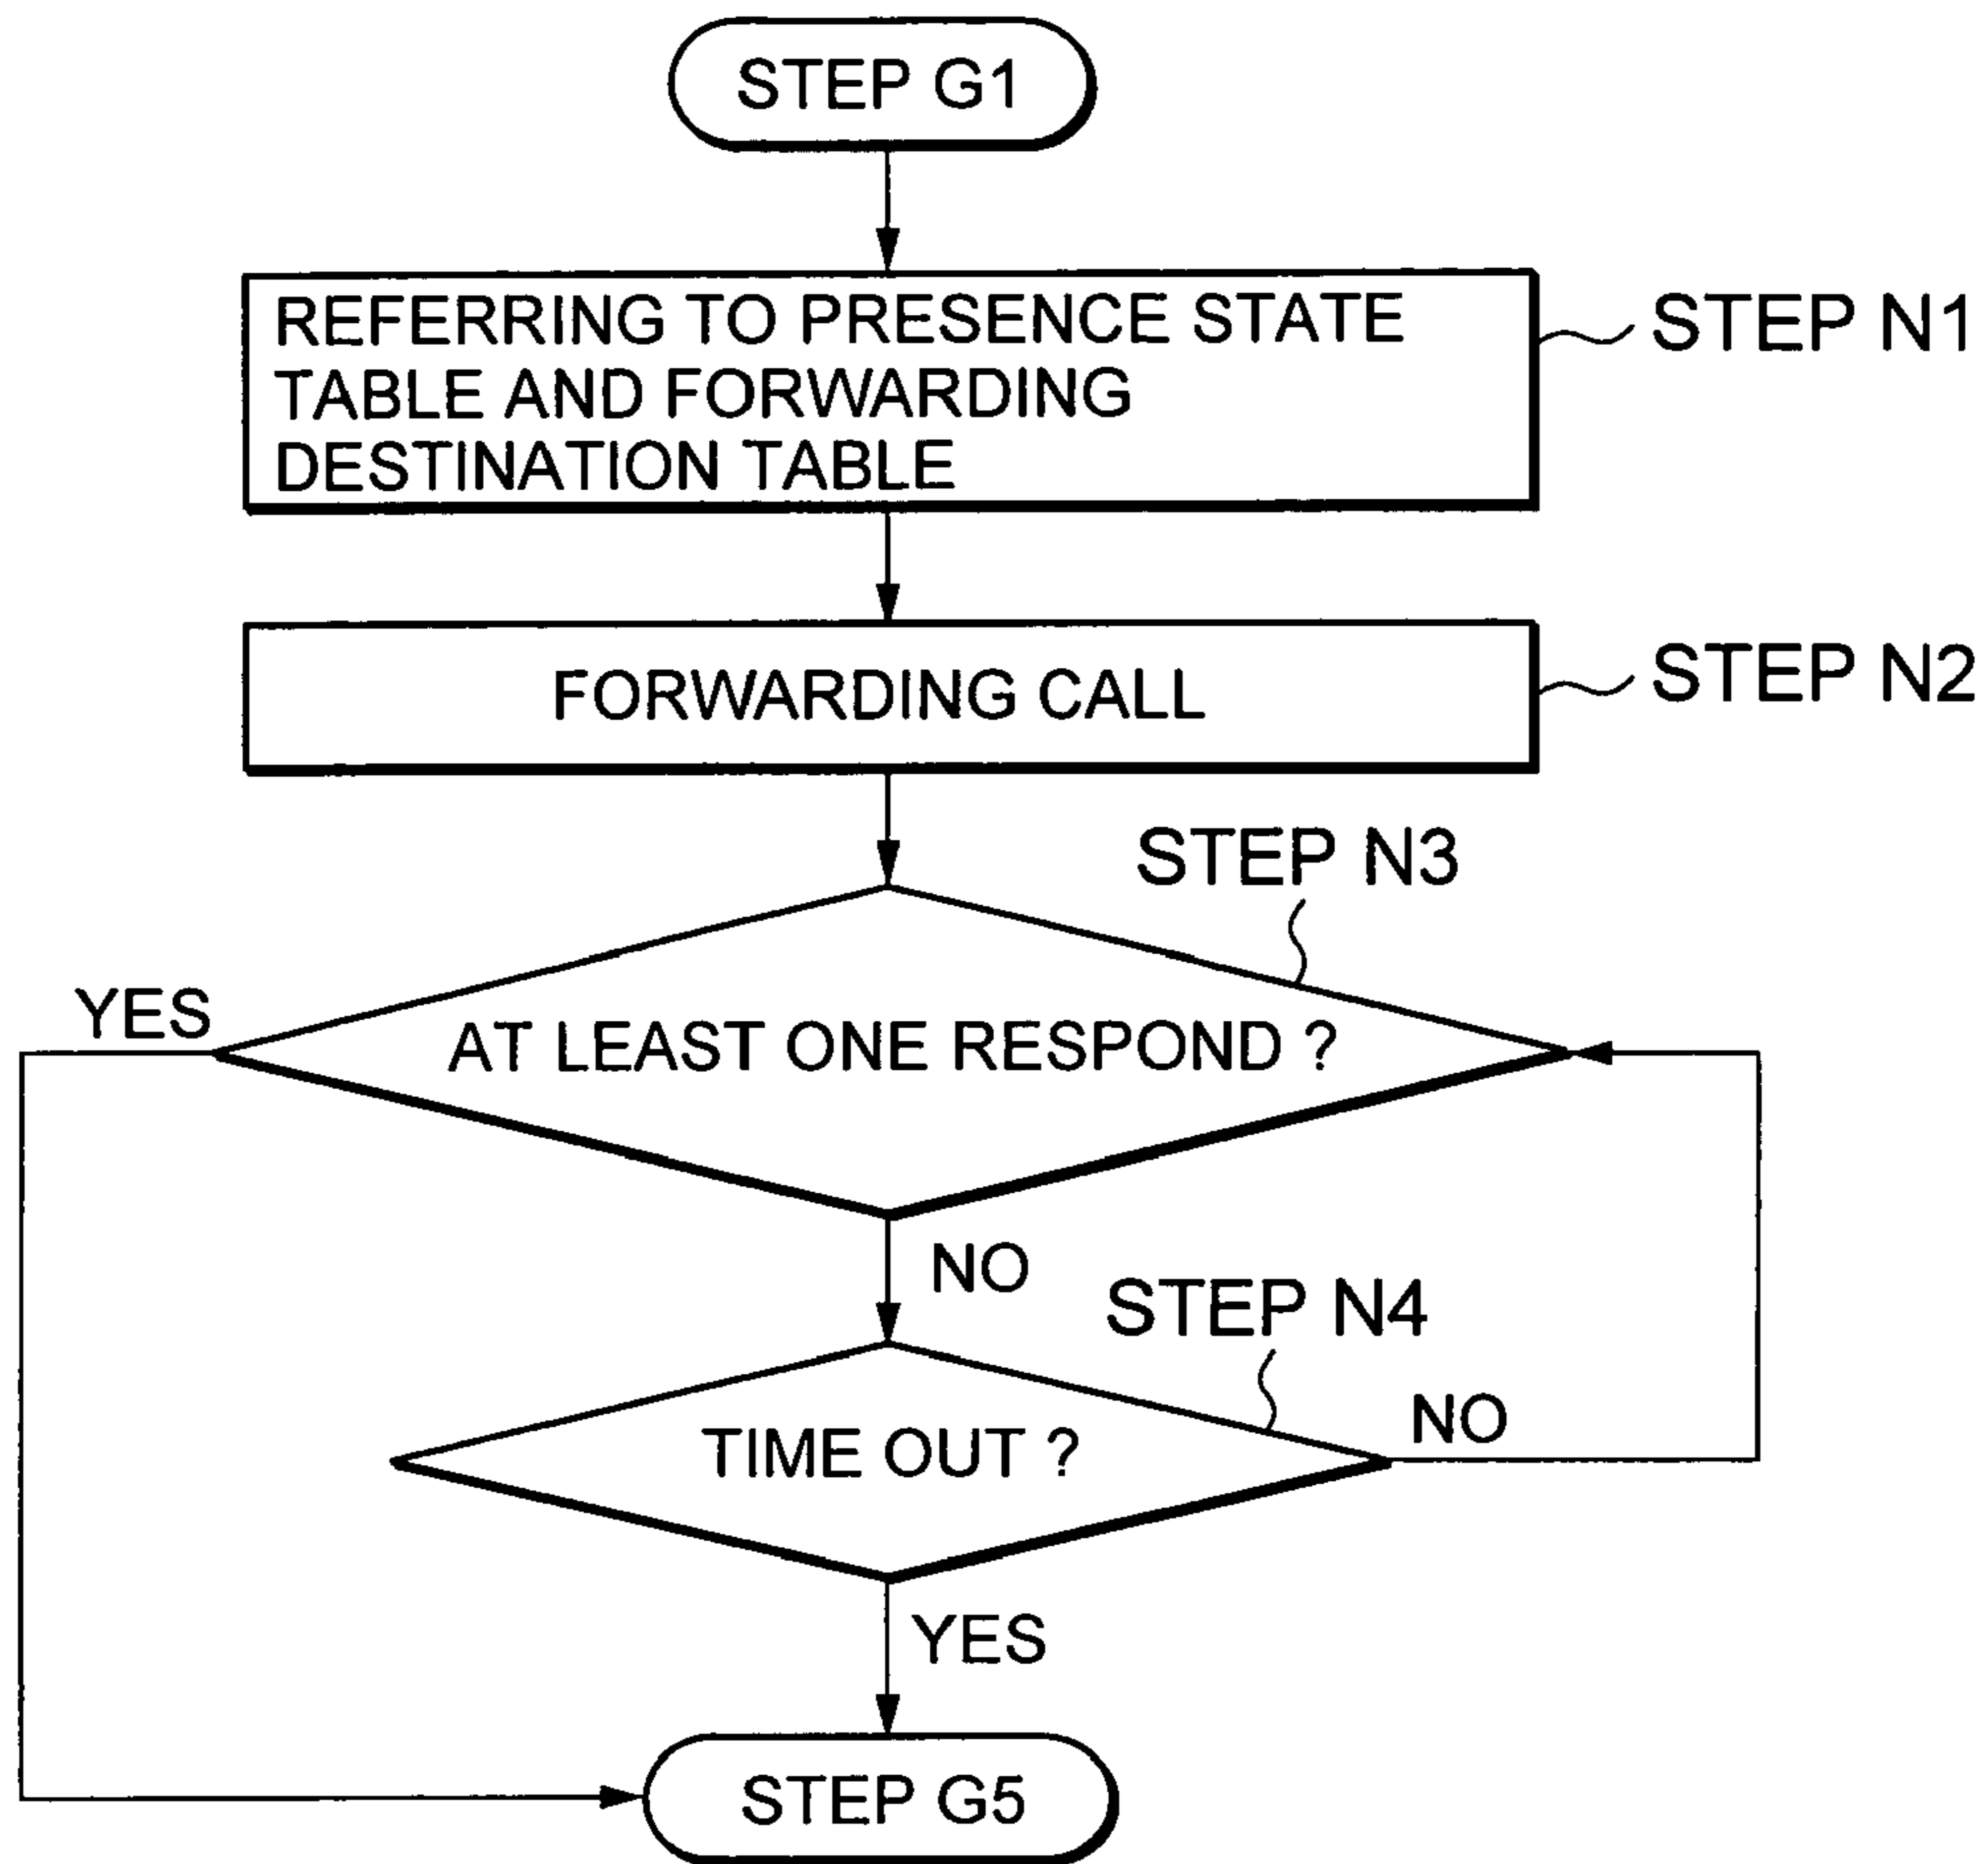 STEP G1
REFERRING TO PRESENCE STATE
TABLE AND FORWARDING
DESTINATION TABLE
STEP N1
FORWARDING CALL
STEP N2
STEP N3
YES
AT LEAST ONE RESPOND ?
NO
STEP N4
NO
TIME OUT ?
YES
STEP G5